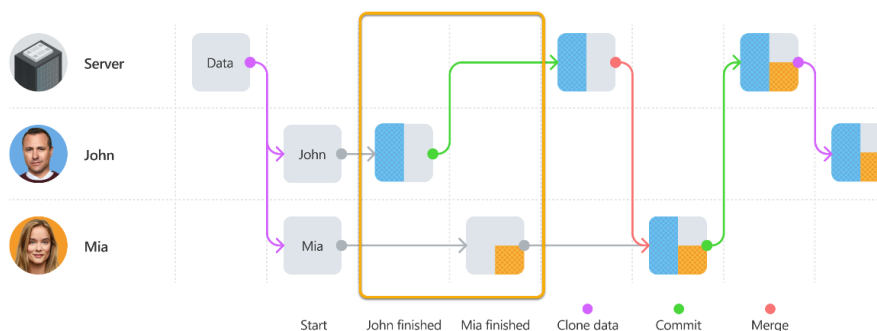 Server
Data
John
John
Mia
Mia
Start
John finished
Mia finished
Clone data
Commit
Merge